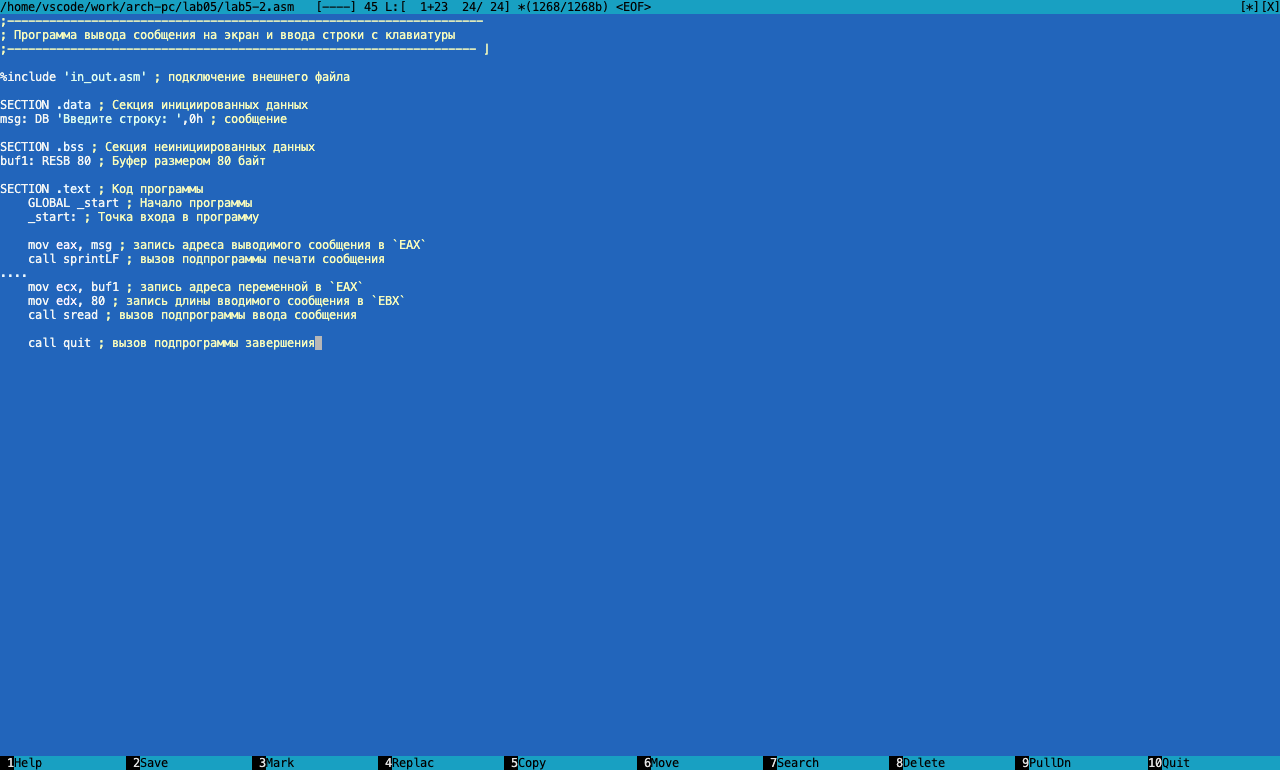 /home/vscode/work/arch-pc/lab05/lab5-2.asm   [----] 45 L:[  1+23  24/ 24] *(1268/1268b) <EOF> [*][X]
;--------------------------------------------------------------------
; Программа вывода сообщения на экран и ввода строки с клавиатуры
;------------------------------------------------------------------- ⌋
%include 'in_out.asm' ; подключение внешнего файла
SECTION .data ; Секция инициированных данных
msg: DB 'Введите строку: ',0h ; сообщение
SECTION .bss ; Секция неинициированных данных
buf1: RESB 80 ; Буфер размером 80 байт
SECTION .text ; Код программы
    GLOBAL _start ; Начало программы
    _start: ; Точка входа в программу
    mov eax, msg ; запись адреса выводимого сообщения в `EAX`
    call sprintLF ; вызов подпрограммы печати сообщения
....
    mov ecx, buf1 ; запись адреса переменной в `EAX`
    mov edx, 80 ; запись длины вводимого сообщения в `EBX`
    call sread ; вызов подпрограммы ввода сообщения
    call quit ; вызов подпрограммы завершения
1Help 2Save 3Mark 4Replac 5Copy 6Move 7Search 8Delete 9PullDn 10Quit